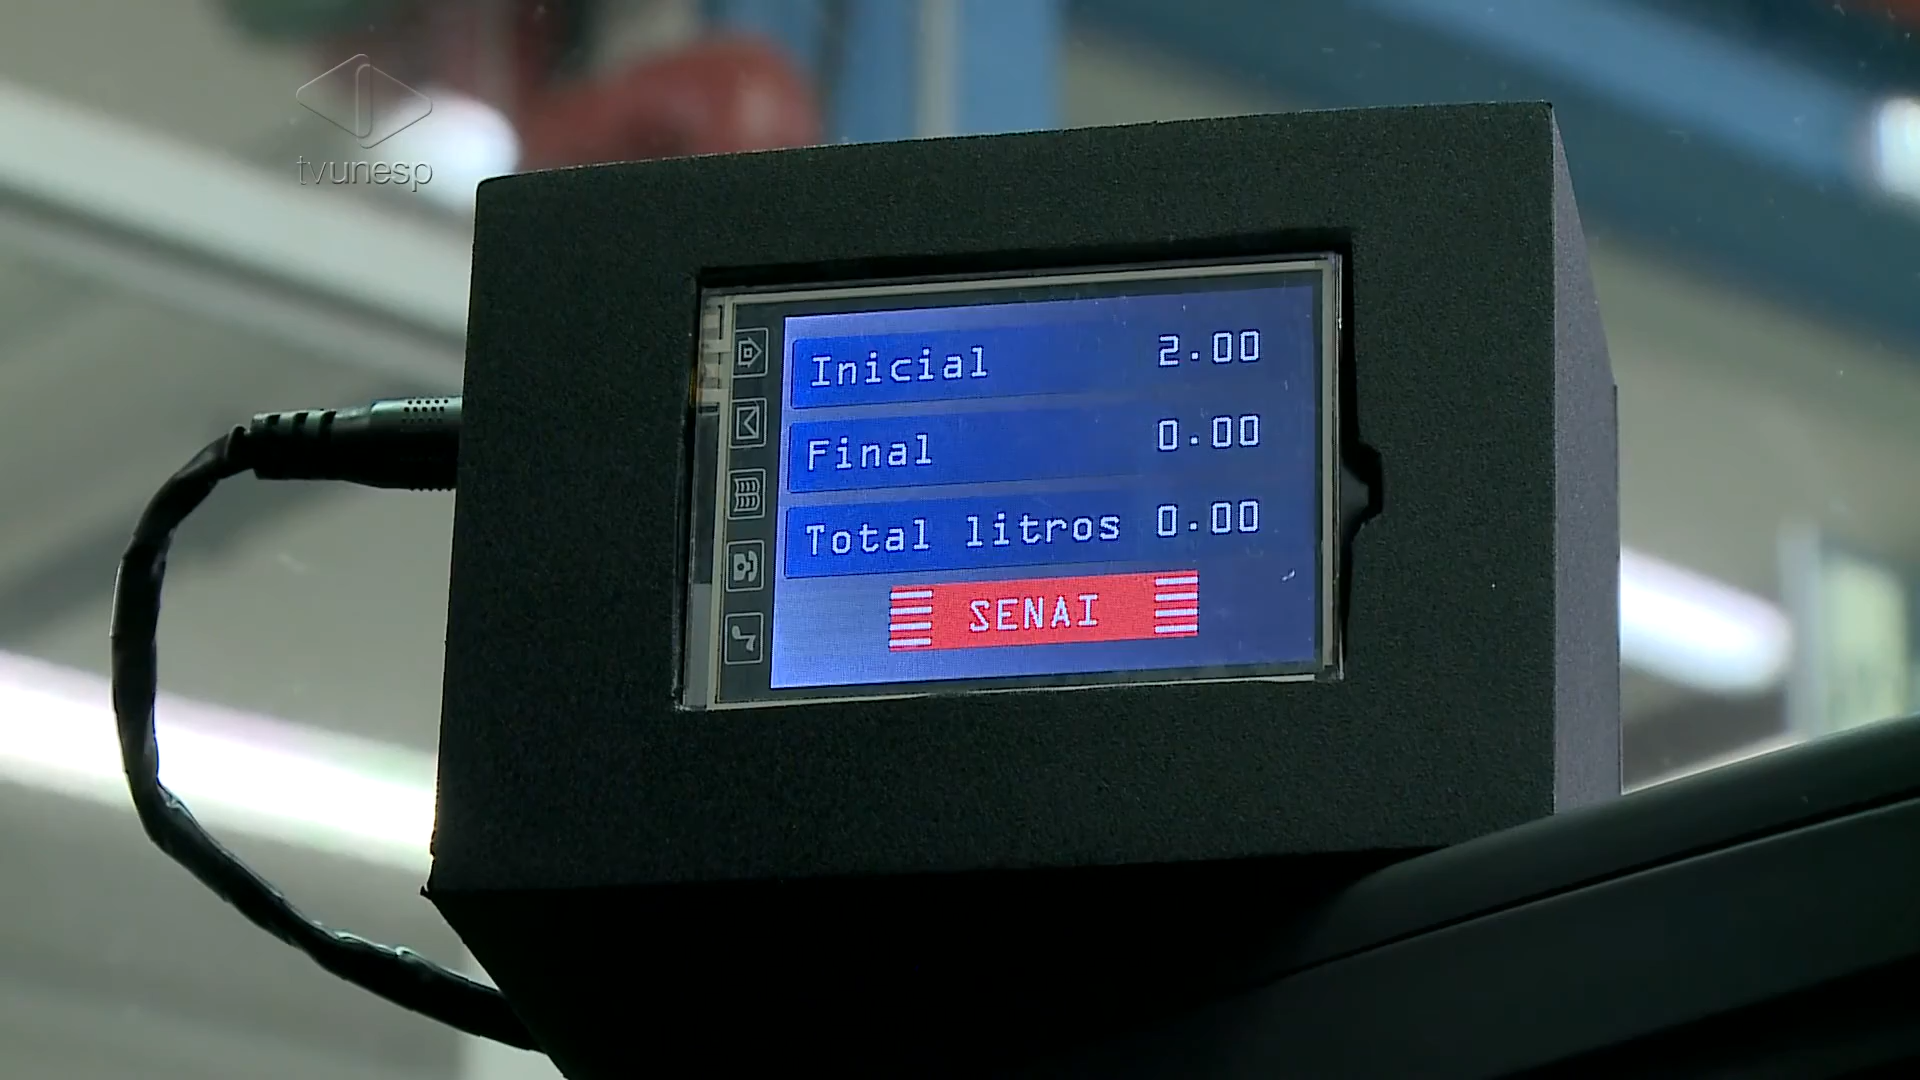 tvunesp
Inicial 2.00
Final 0.00
Total litros 0.00
SENAI